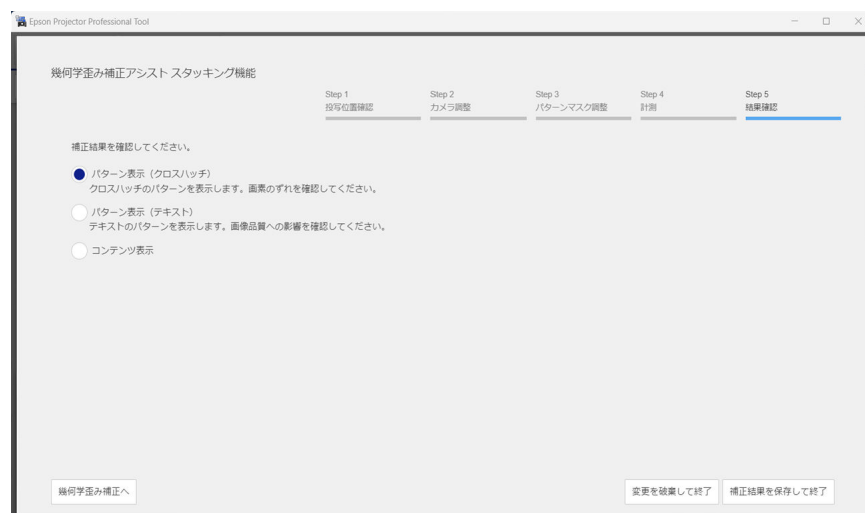 Epson Projector Professional Tool
幾何学歪み補正アシスト スタッキング機能
Step 1
投写位置確認
Step 2
カメラ調整
Step 3
パターンマスク調整
Step 4
計測
Step 5
結果確認
補正結果を確認してください。
パターン表示（クロスハッチ）
クロスハッチのパターンを表示します。画素のずれを確認してください。
パターン表示（テキスト）
テキストのパターンを表示します。画像品質への影響を確認してください。
コンテンツ表示
幾何学歪み補正へ
変更を破棄して終了
補正結果を保存して終了